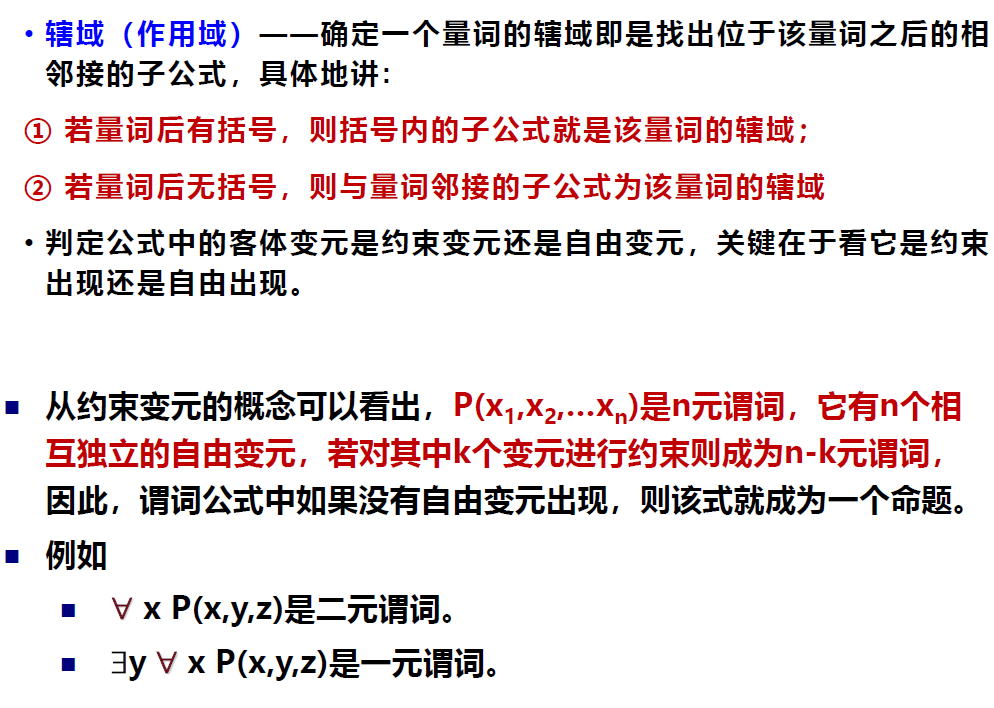 • 辖域（作用域）——确定一个量词的辖域即是找出位于该量词之后的相
邻接的子公式，具体地讲：
① 若量词后有括号，则括号内的子公式就是该量词的辖域；
② 若量词后无括号，则与量词邻接的子公式为该量词的辖域
• 判定公式中的客体变元是约束变元还是自由变元，关键在于看它是约束
出现还是自由出现。
■ 从约束变元的概念可以看出，P(x₁,x₂,…xₙ)是n元谓词，它有n个相
互独立的自由变元，若对其中k个变元进行约束则成为n-k元谓词，
因此，谓词公式中如果没有自由变元出现，则该式就成为一个命题。
■ 例如
■ ∀ x P(x,y,z)是二元谓词。
■ ∃y ∀ x P(x,y,z)是一元谓词。